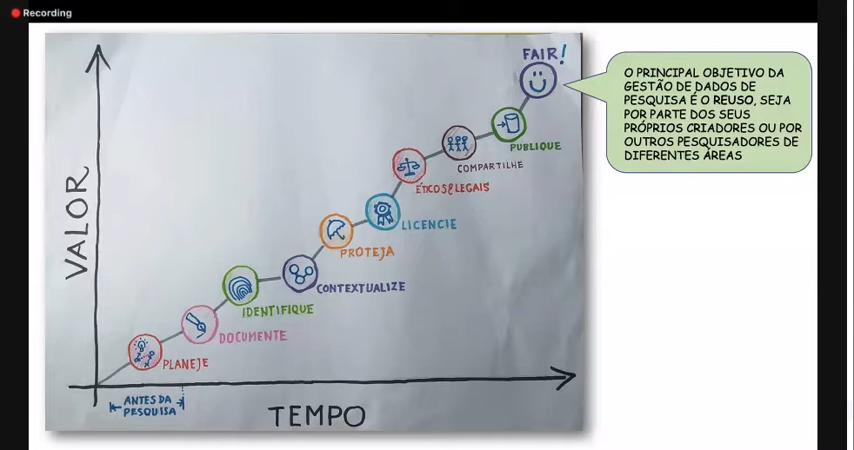 Recording
FAIR!
PUBLIQUE
COMPARTILHE
ÉTICOS&LEGAIS
LICENCIE
PROTEJA
CONTEXTUALIZE
IDENTIFIQUE
DOCUMENTE
PLANEJE
VALOR
ANTES DA
PESQUISA
TEMPO
O PRINCIPAL OBJETIVO DA
GESTÃO DE DADOS DE
PESQUISA É O REUSO, SEJA
POR PARTE DOS SEUS
PRÓPRIOS CRIADORES OU POR
OUTROS PESQUISADORES DE
DIFERENTES ÀREAS